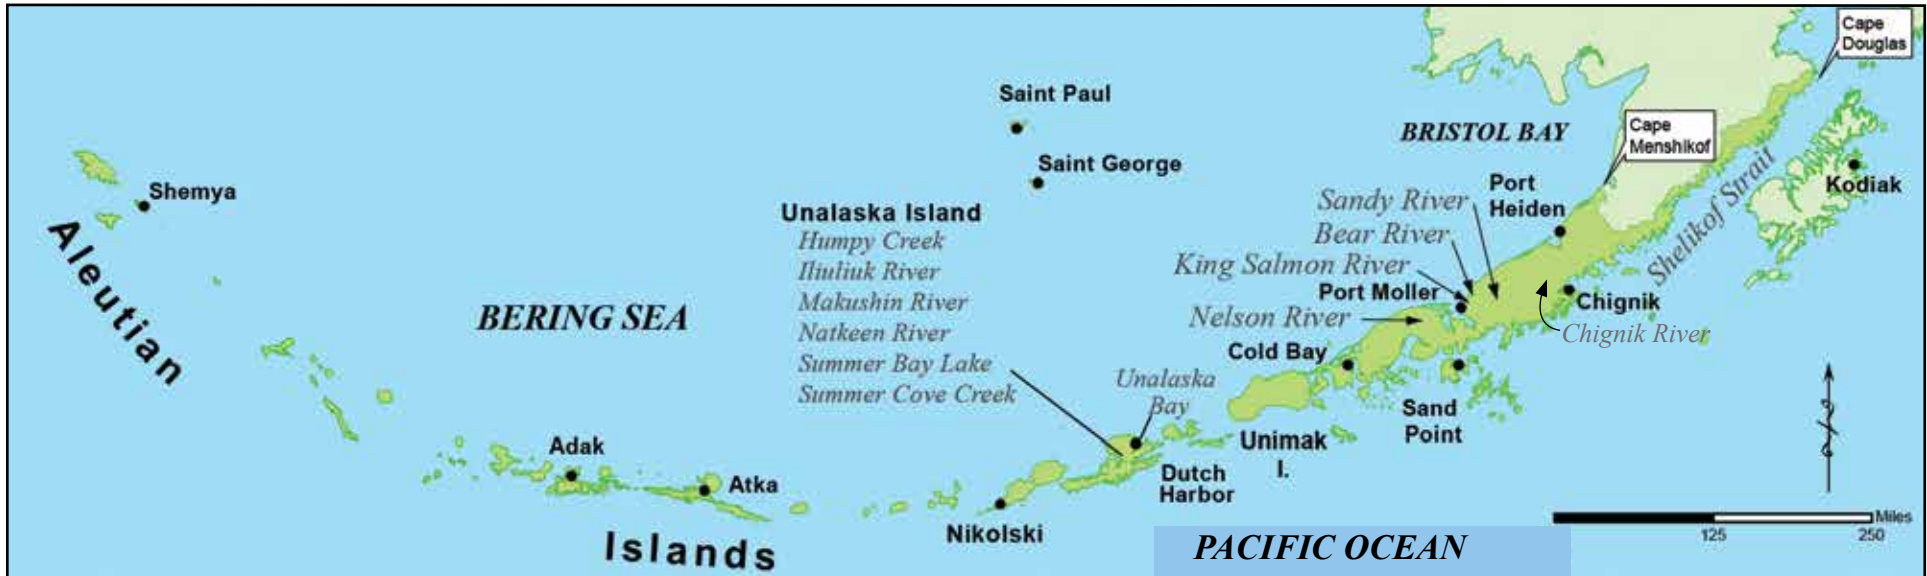 Cape
Douglas
Saint Paul
Cape
Menshikof
BRISTOL BAY
Saint George
Shemya
Port
Heiden
Kodiak
Shelikof Strait
Sandy River
Bear River
King Salmon River
Port Moller
Nelson River
Chignik
Chignik River
Unalaska Island
Humpy Creek
Iliuliuk River
Makushin River
Natkeen River
Summer Bay Lake
Summer Cove Creek
Aleutian
BERING SEA
Cold Bay
Unalaska
Bay
Sand
Point
Unimak
I.
Adak
Atka
Dutch
Harbor
Nikolski
Islands
PACIFIC OCEAN
Miles
125
250